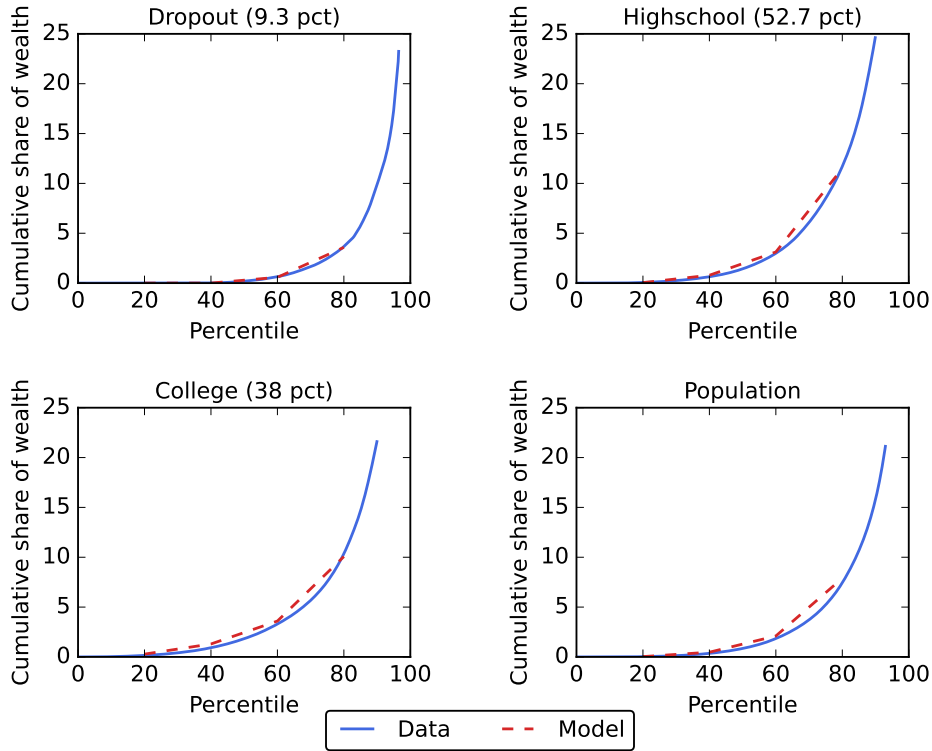 Dropout (9.3 pct)
Cumulative share of wealth
25
20
15
10
5
0
0 20 40 60 80 100
Percentile
Highschool (52.7 pct)
Cumulative share of wealth
25
20
15
10
5
0
0 20 40 60 80 100
Percentile
College (38 pct)
Cumulative share of wealth
25
20
15
10
5
0
0 20 40 60 80 100
Percentile
Population
Cumulative share of wealth
25
20
15
10
5
0
0 20 40 60 80 100
Percentile
Data Model